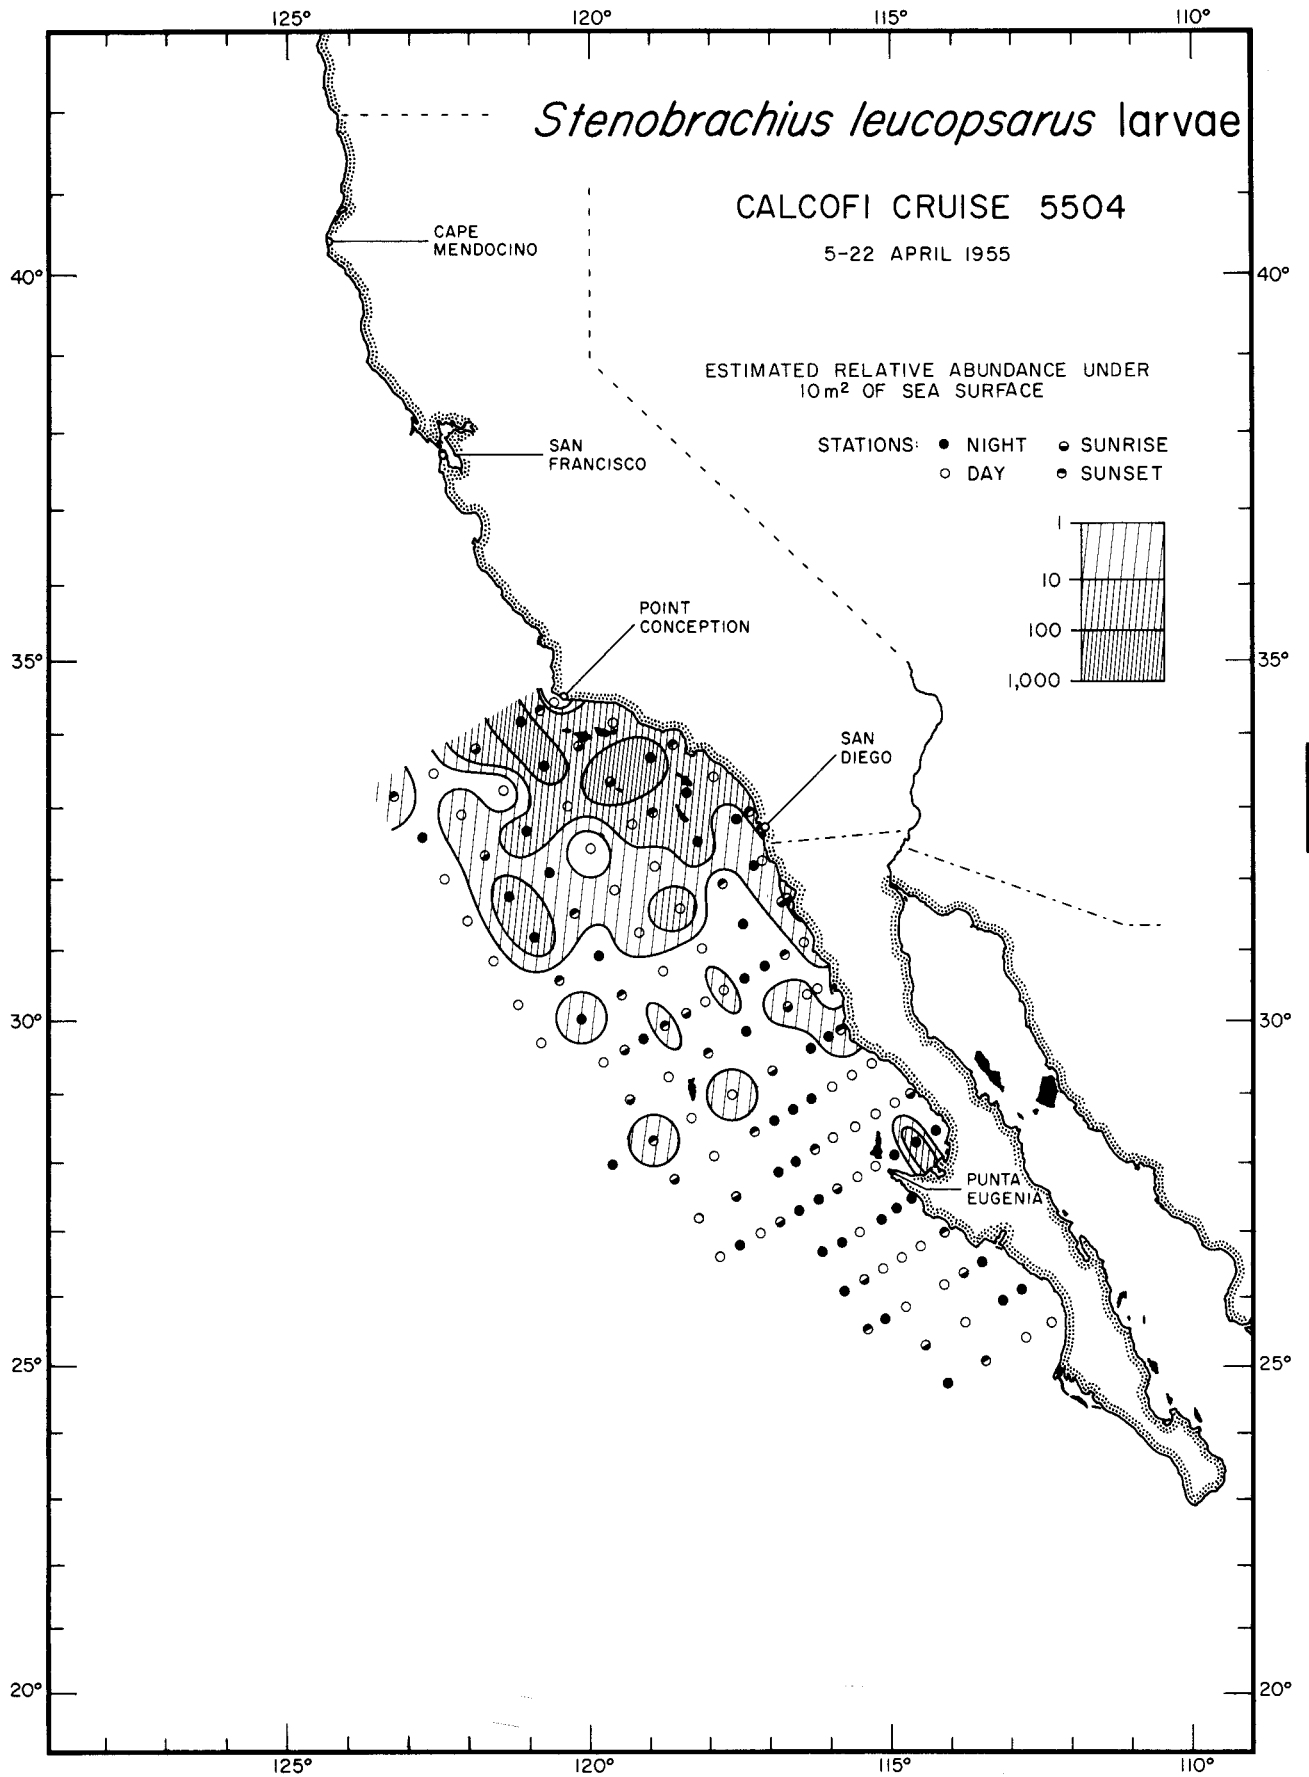 125° 120° 115° 110°
Stenobrachius leucopsarus larvae
CALCOFI CRUISE 5504
5-22 APRIL 1955
CAPE
MENDOCINO
40° 40°
ESTIMATED RELATIVE ABUNDANCE UNDER
10m² OF SEA SURFACE
STATIONS: NIGHT SUNRISE
DAY SUNSET
SAN
FRANCISCO
1
10
100
1,000
POINT
CONCEPTION
35° 35°
SAN
DIEGO
30° 30°
PUNTA
EUGENIA
25° 25°
20° 20°
125° 120° 115° 110°